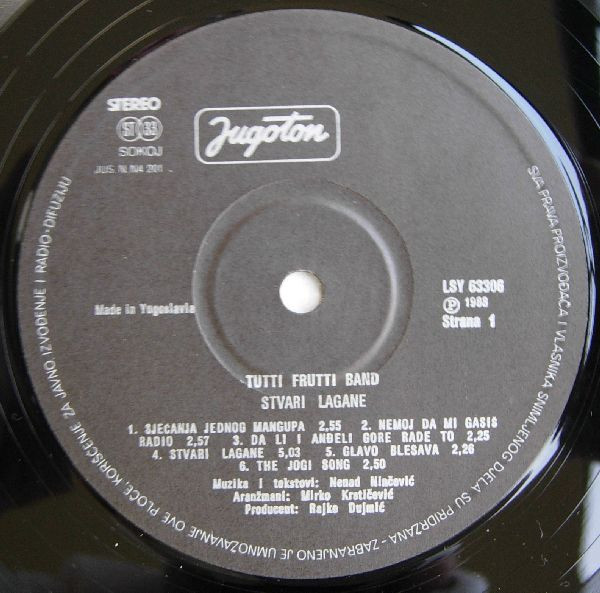 STEREO
ST 33
SOKOJ
JUS. N. N4. 201
Jugoton
Made in Yugoslavia
LSY 63306
Ⓟ 1988
Strana 1
TUTTI FRUTTI BAND
STVARI LAGANE
1. SJEĆANJA JEDNOG MANGUPA 2,55 2. NEMOJ DA MI GASIŠ
RADIO 2,57 3. DA LI I ANĐELI GORE RADE TO 2,25
4. STVARI LAGANE 5,03 5. GLAVO BLESAVA 2,26
6. THE JOGI SONG 2,50
Muzika i tekstovi: Nenad Ninčović
Aranžmani: Mirko Krstičević
Producent: Rajko Dujmić
SVA PRAVA PROIZVOĐAČA I VLASNIKA SNIMLJENOG DJELA SU PRIDRŽANA - ZABRANJENO JE UMNOŽAVANJE OVE PLOČE, KORIŠĆENJE ZA JAVNO IZVOĐENJE I RADIO-DIFUZIJU